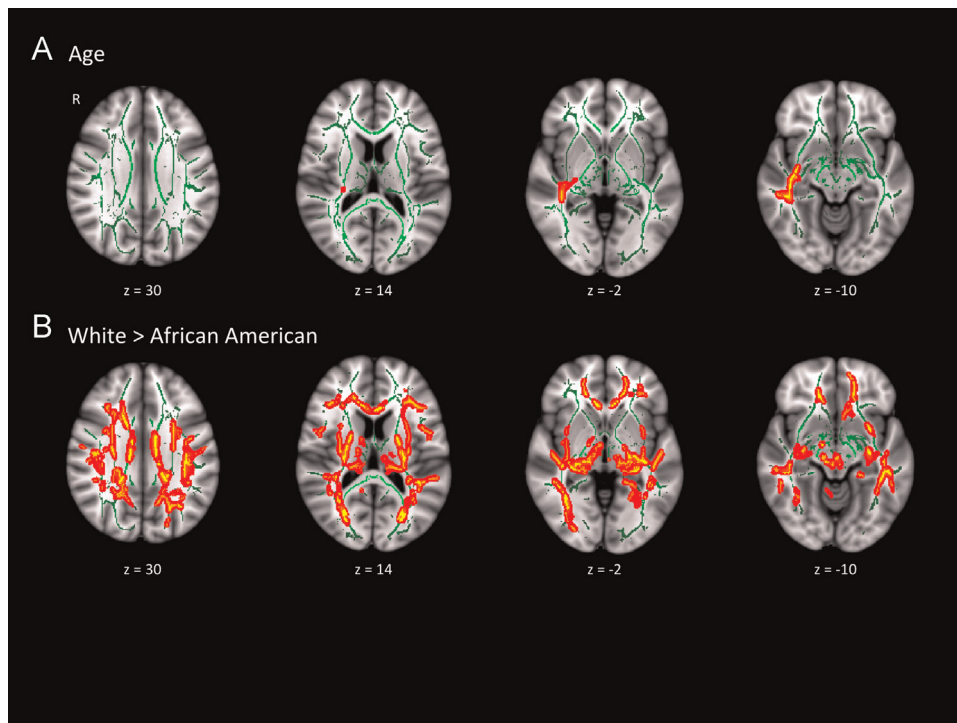 A Age
R
z = 30 z = 14 z = -2 z = -10
B White > African American
z = 30 z = 14 z = -2 z = -10